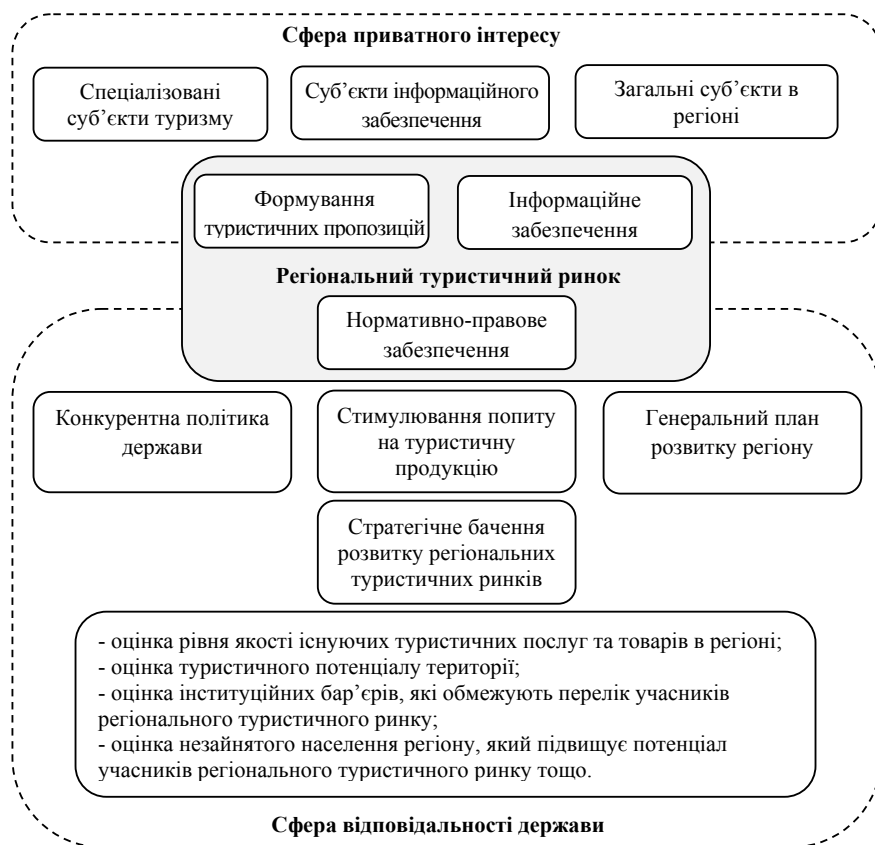 Сфера приватного інтересу
Спеціалізовані
суб’єкти туризму
Суб’єкти інформаційного
забезпечення
Загальні суб’єкти в
регіоні
Формування
туристичних пропозицій
Інформаційне
забезпечення
Регіональний туристичний ринок
Нормативно-правове
забезпечення
Конкурентна політика
держави
Стимулювання попиту
на туристичну
продукцію
Генеральний план
розвитку регіону
Стратегічне бачення
розвитку регіональних
туристичних ринків
- оцінка рівня якості існуючих туристичних послуг та товарів в регіоні;
- оцінка туристичного потенціалу території;
- оцінка інституційних бар’єрів, які обмежують перелік учасників
регіонального туристичного ринку;
- оцінка незайнятого населення регіону, який підвищує потенціал
учасників регіонального туристичного ринку тощо.
Сфера відповідальності держави